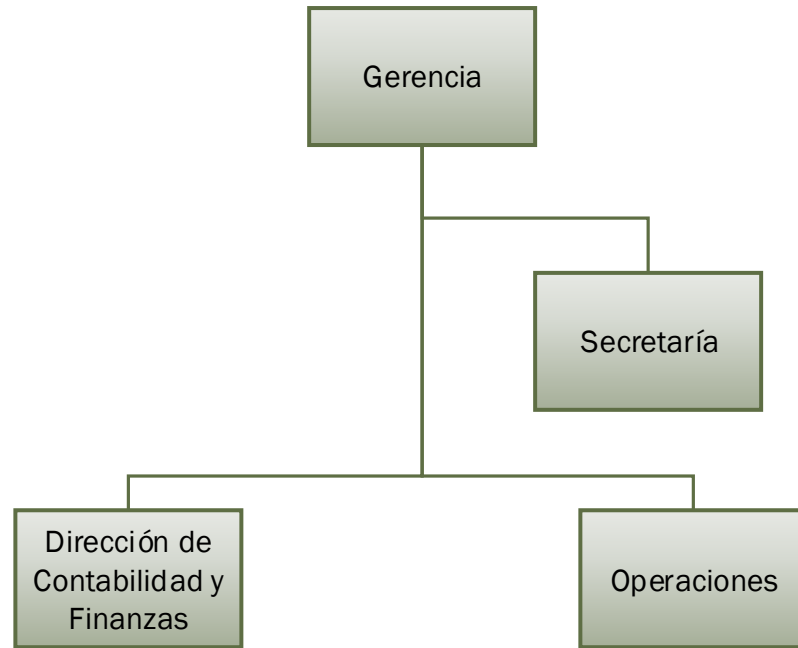 Gerencia
Secretaría
Dirección de
Contabilidad y
Finanzas
Operaciones